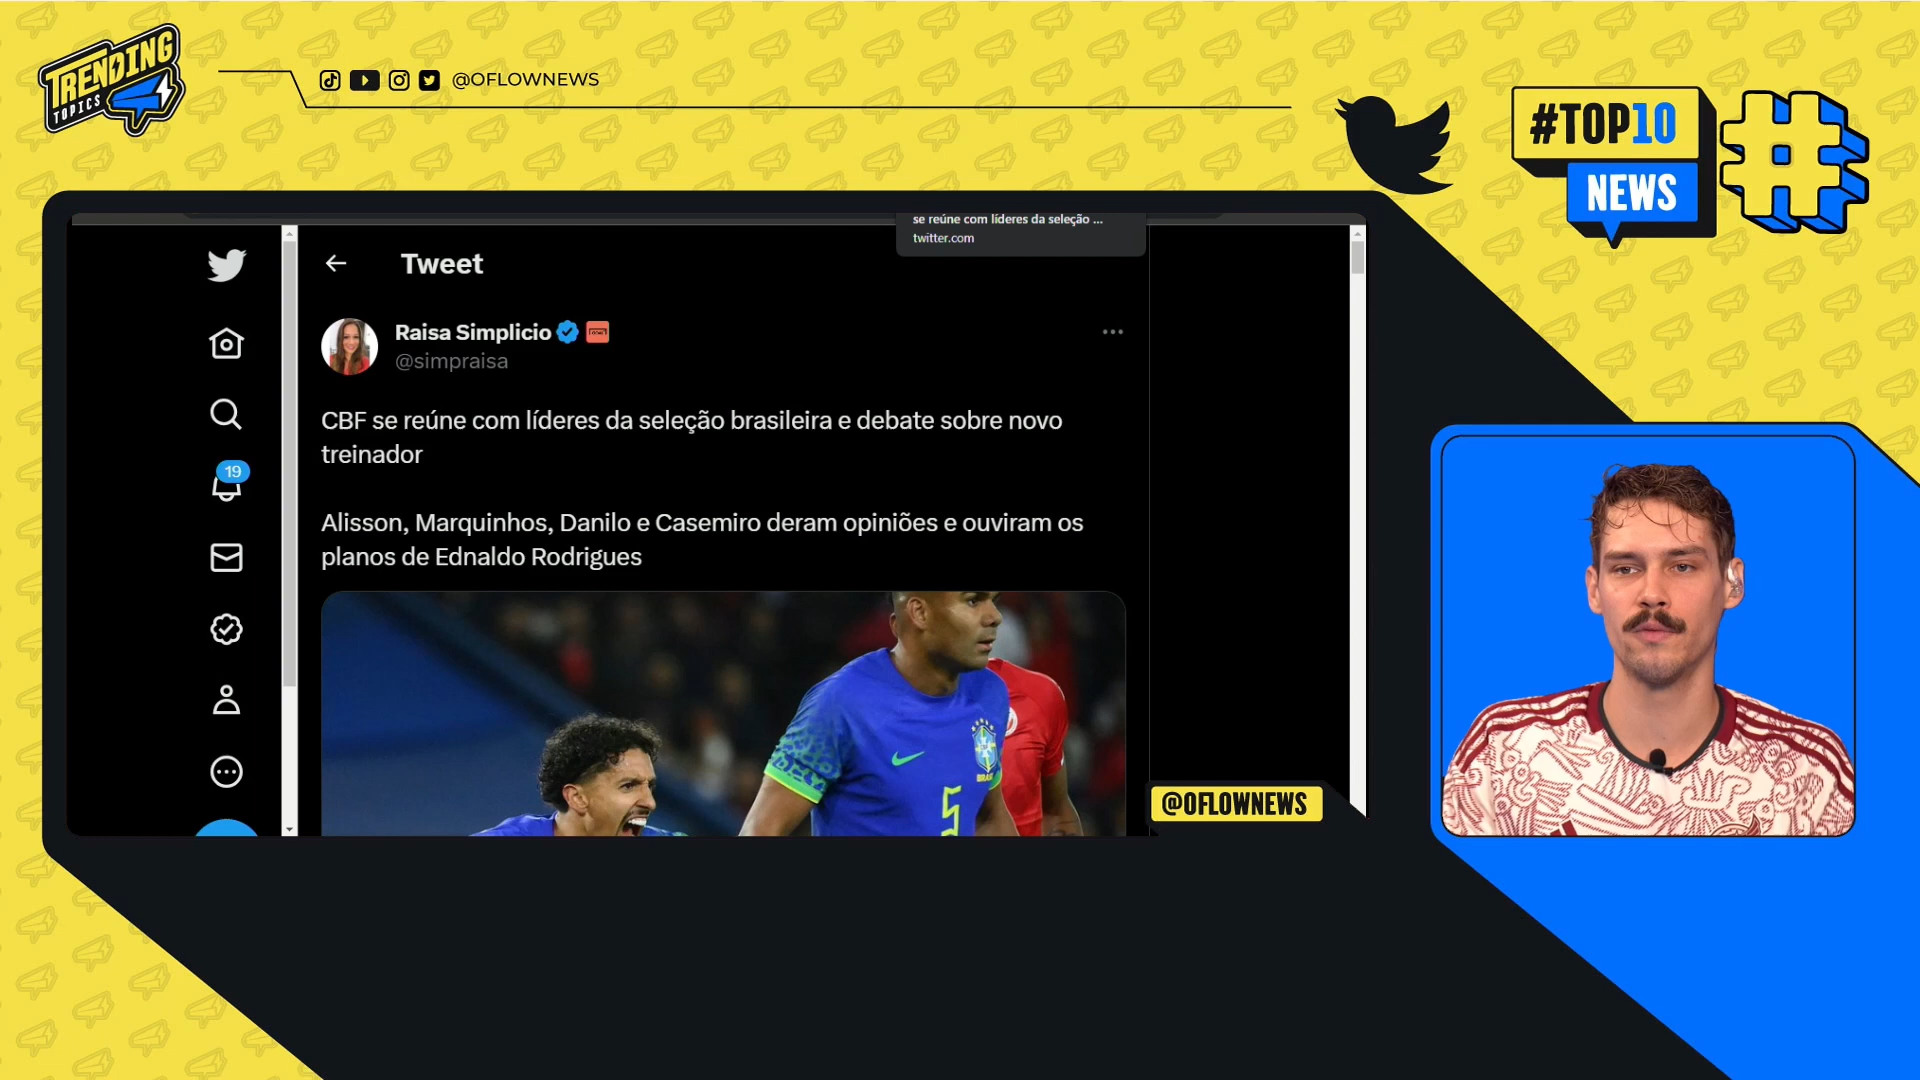 TRENDING
TOPICS
@OFLOWNEWS
#TOP10
NEWS
se reúne com líderes da seleção ...
twitter.com
Tweet
Raisa Simplicio
@simpraisa
CBF se reúne com líderes da seleção brasileira e debate sobre novo
treinador
Alisson, Marquinhos, Danilo e Casemiro deram opiniões e ouviram os
planos de Ednaldo Rodrigues
19
BRASIL
5
@OFLOWNEWS